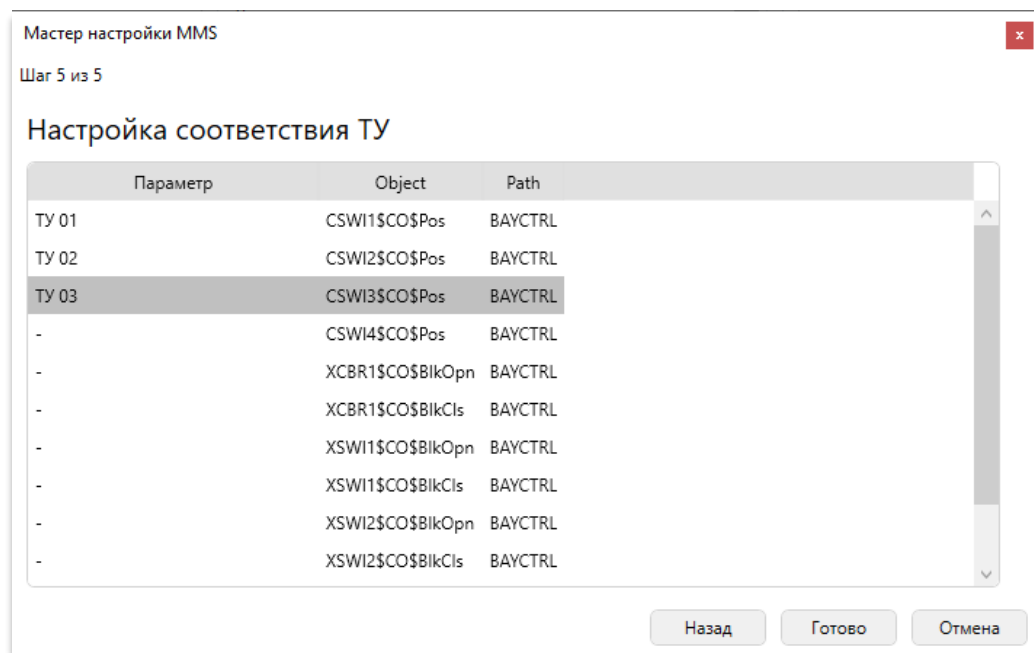 Мастер настройки MMS
x
Шаг 5 из 5
Настройка соответствия ТУ
Параметр Object Path
ТУ 01 CSWI1$CO$Pos BAYCTRL
ТУ 02 CSWI2$CO$Pos BAYCTRL
ТУ 03 CSWI3$CO$Pos BAYCTRL
- CSWI4$CO$Pos BAYCTRL
- XCBR1$CO$BlkOpn BAYCTRL
- XCBR1$CO$BlkCls BAYCTRL
- XSWI1$CO$BlkOpn BAYCTRL
- XSWI1$CO$BlkCls BAYCTRL
- XSWI2$CO$BlkOpn BAYCTRL
- XSWI2$CO$BlkCls BAYCTRL
Назад Готово Отмена